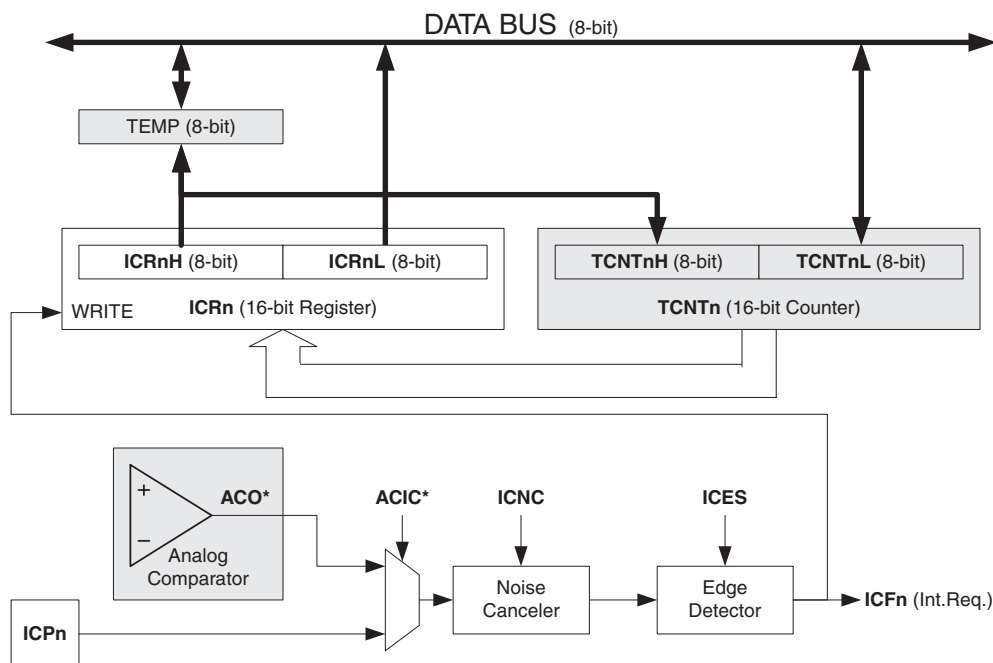 DATA BUS (8-bit)
TEMP (8-bit)
ICRnH (8-bit)
ICRnL (8-bit)
TCNTnH (8-bit)
TCNTnL (8-bit)
WRITE
ICRn (16-bit Register)
TCNTn (16-bit Counter)
+
−
ACO*
Analog
Comparator
ACIC*
ICNC
ICES
Noise
Canceler
Edge
Detector
ICFn (Int.Req.)
ICPn